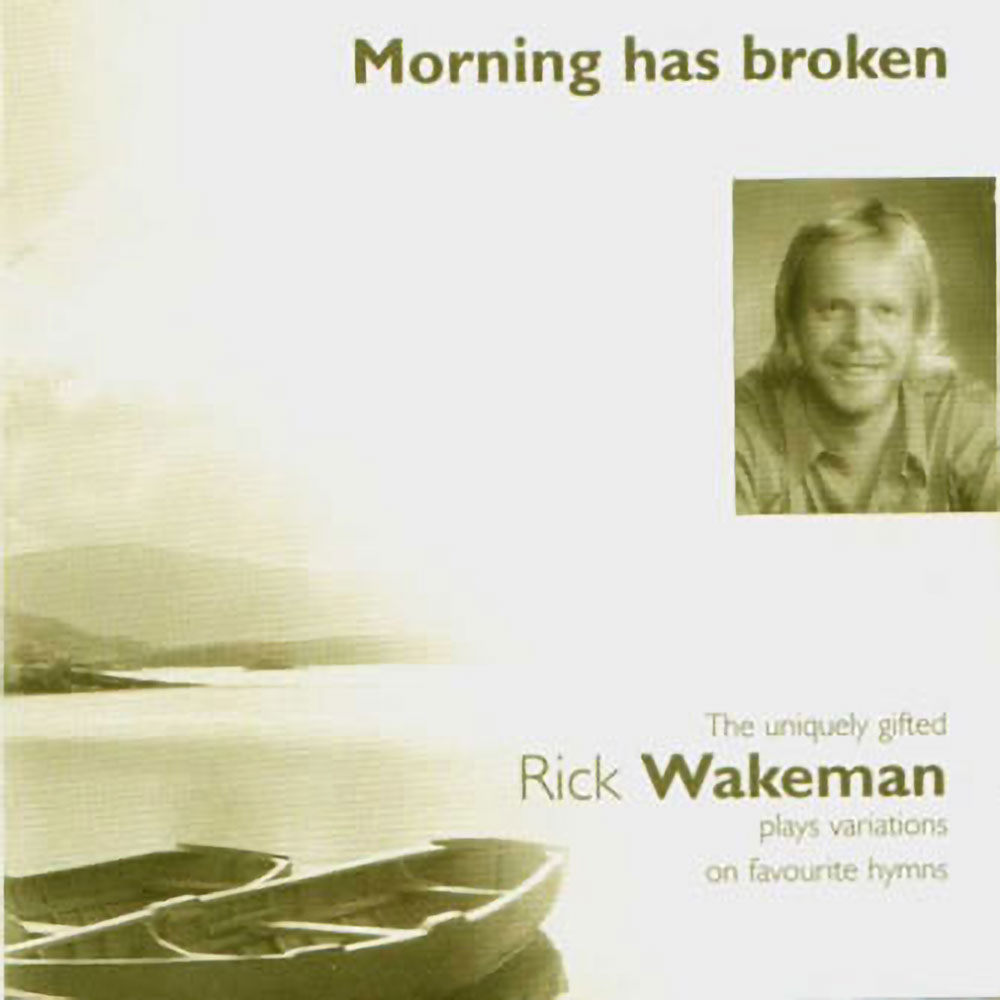 Morning has broken
The uniquely gifted
Rick Wakeman
plays variations
on favourite hymns